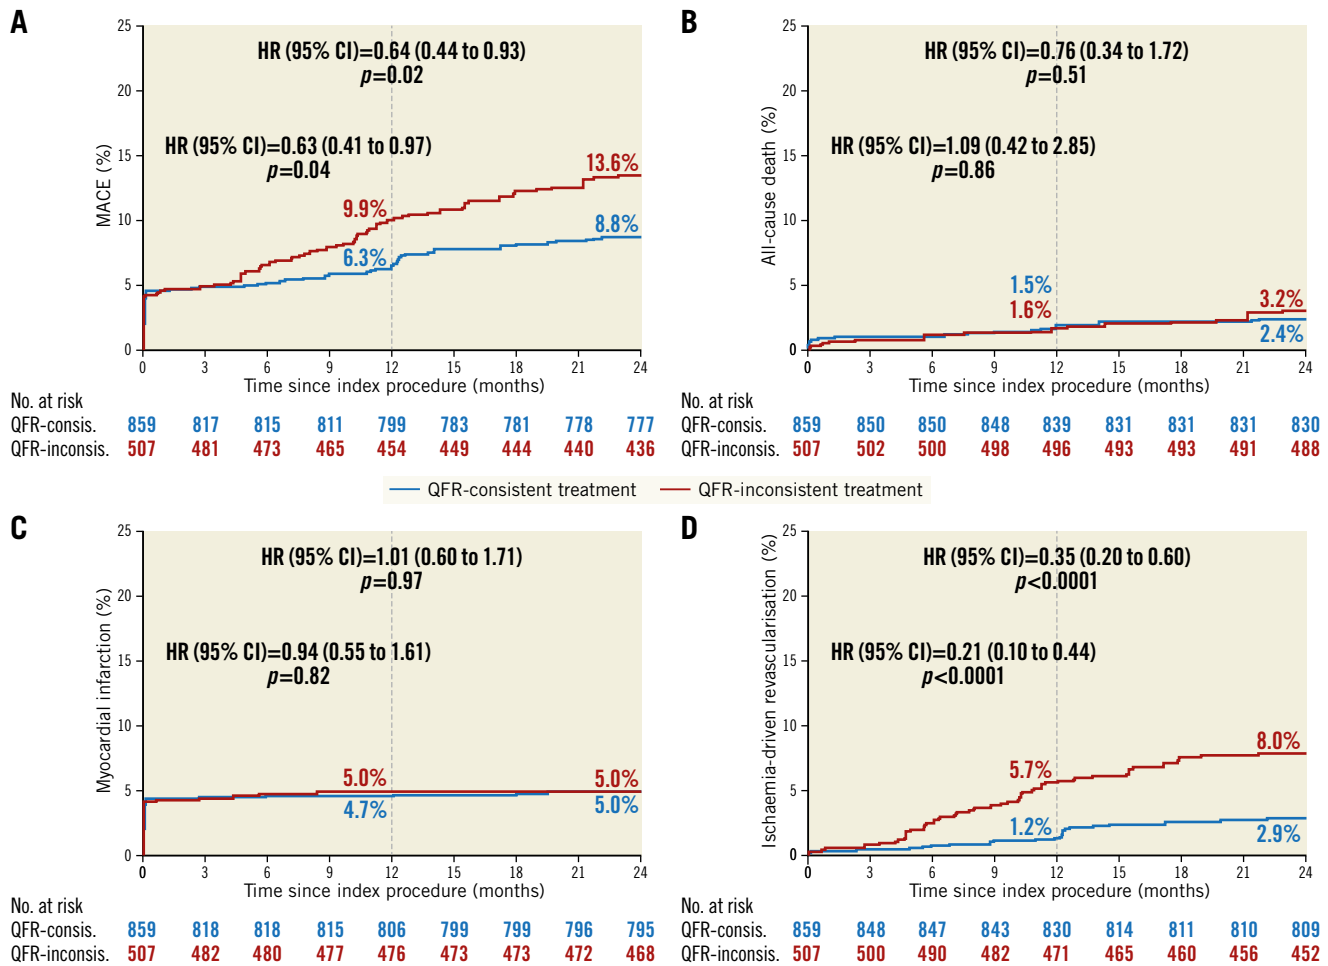 A
25
20
15
10
5
0
MACE (%)
HR (95% CI)=0.64 (0.44 to 0.93)
p=0.02
HR (95% CI)=0.63 (0.41 to 0.97)
p=0.04
13.6%
9.9%
8.8%
6.3%
0 3 6 9 12 15 18 21 24
Time since index procedure (months)
No. at risk
QFR-consis. 859 817 815 811 799 783 781 778 777
QFR-inconsis. 507 481 473 465 454 449 444 440 436
B
25
20
15
10
5
0
All-cause death (%)
HR (95% CI)=0.76 (0.34 to 1.72)
p=0.51
HR (95% CI)=1.09 (0.42 to 2.85)
p=0.86
1.5%
1.6%
3.2%
2.4%
0 3 6 9 12 15 18 21 24
Time since index procedure (months)
No. at risk
QFR-consis. 859 850 850 848 839 831 831 831 830
QFR-inconsis. 507 502 500 498 496 493 493 491 488
QFR-consistent treatment QFR-inconsistent treatment
C
25
20
15
10
5
0
Myocardial infarction (%)
HR (95% CI)=1.01 (0.60 to 1.71)
p=0.97
HR (95% CI)=0.94 (0.55 to 1.61)
p=0.82
5.0%
5.0%
4.7%
5.0%
0 3 6 9 12 15 18 21 24
Time since index procedure (months)
No. at risk
QFR-consis. 859 818 818 815 806 799 799 796 795
QFR-inconsis. 507 482 480 477 476 473 473 472 468
D
25
20
15
10
5
0
Ischaemia-driven revascularisation (%)
HR (95% CI)=0.35 (0.20 to 0.60)
p<0.0001
HR (95% CI)=0.21 (0.10 to 0.44)
p<0.0001
8.0%
5.7%
1.2%
2.9%
0 3 6 9 12 15 18 21 24
Time since index procedure (months)
No. at risk
QFR-consis. 859 848 847 843 830 814 811 810 809
QFR-inconsis. 507 500 490 482 471 465 460 456 452